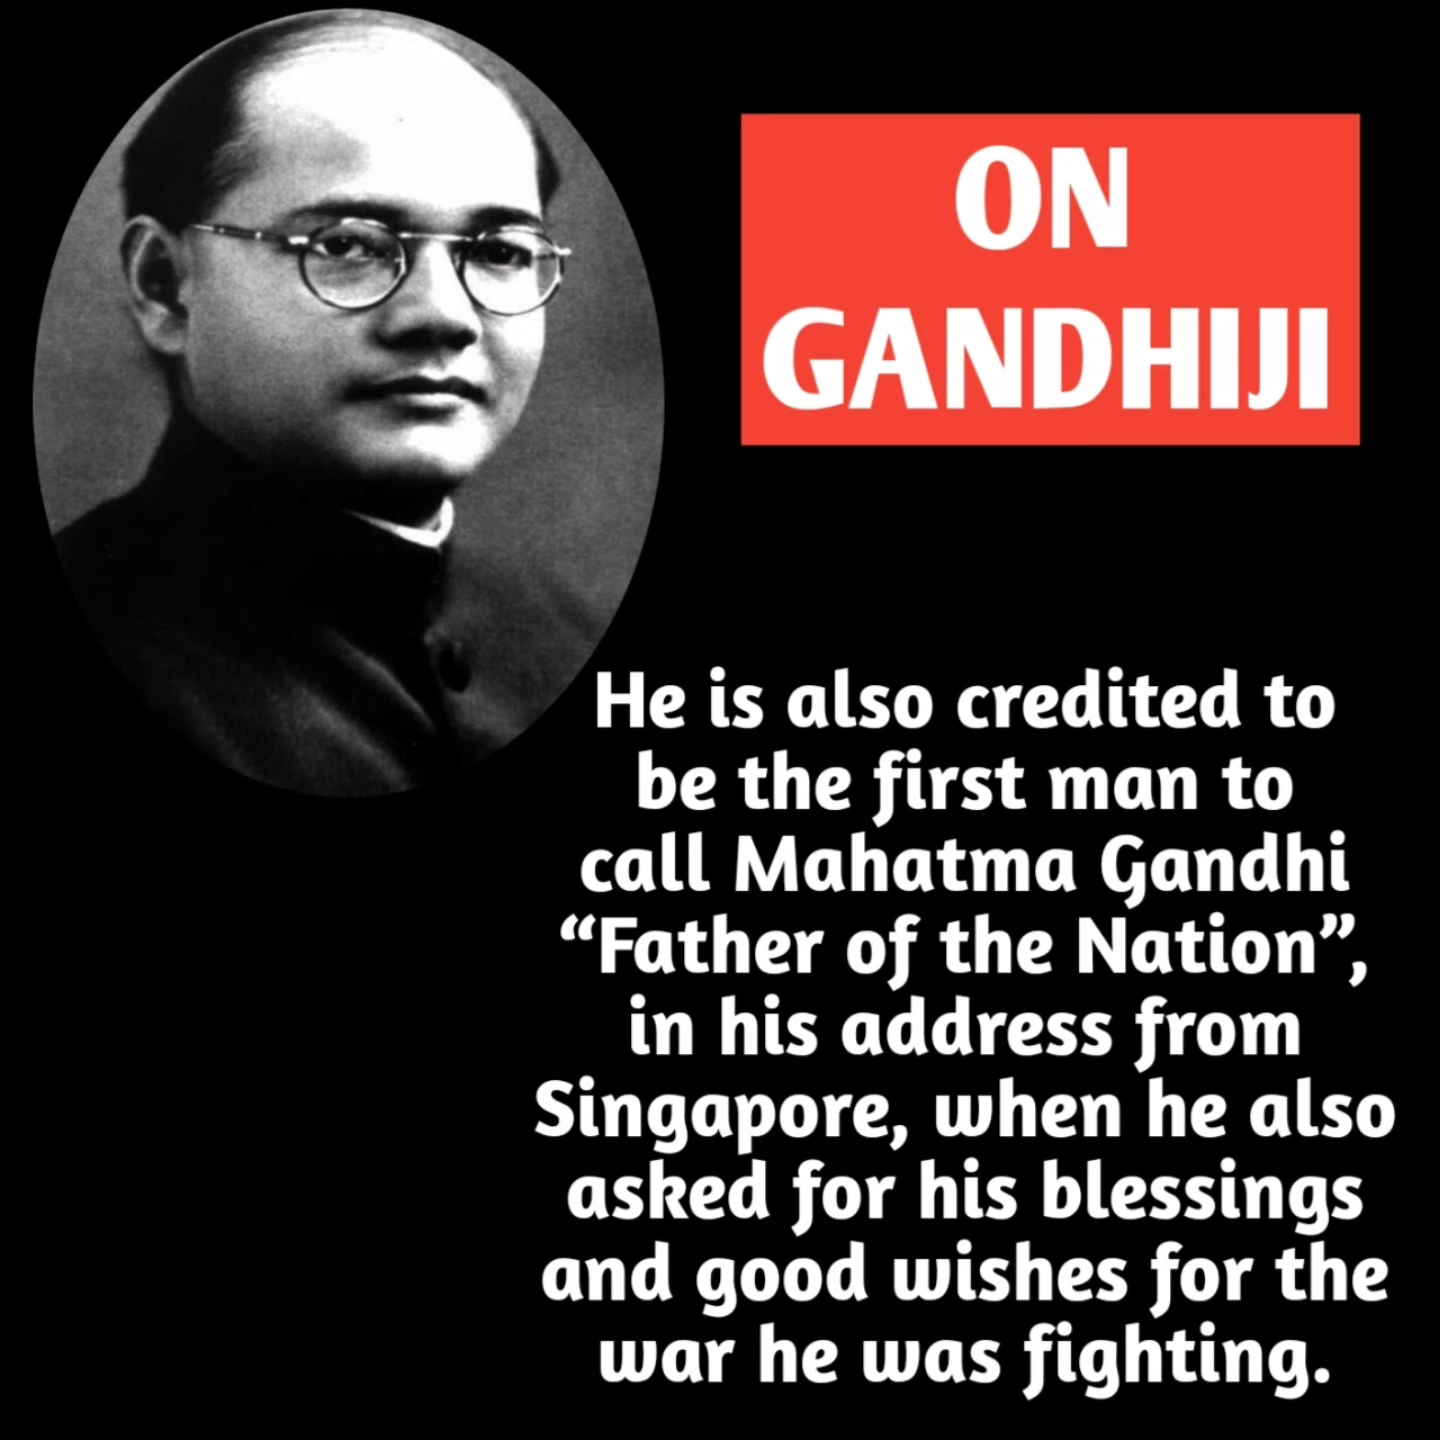 ON
GANDHIJI
He is also credited to
be the first man to
call Mahatma Gandhi
“Father of the Nation”,
in his address from
Singapore, when he also
asked for his blessings
and good wishes for the
war he was fighting.